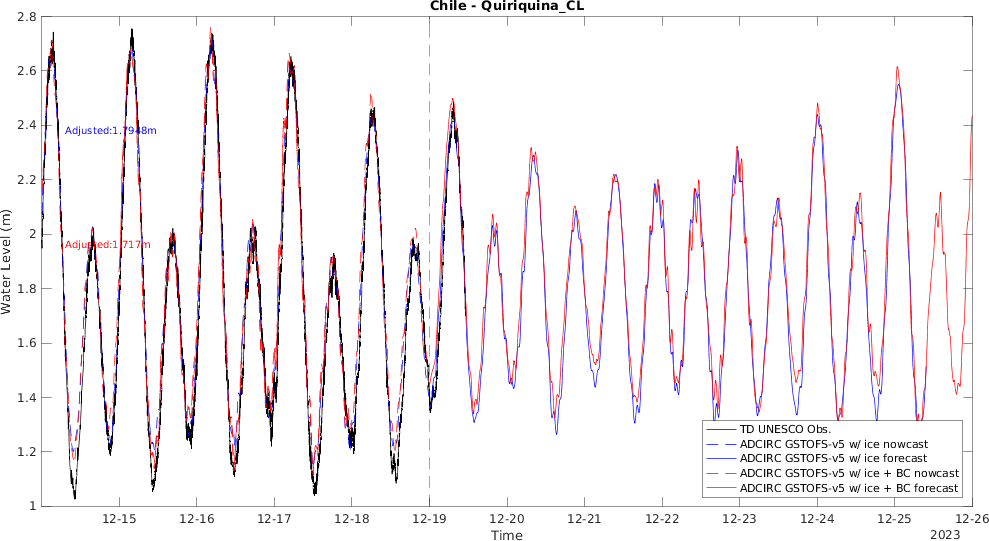 Chile - Quiriquina_CL
2.8
2.6
2.4
2.2
2
1.8
1.6
1.4
1.2
1
Water Level (m)
Adjusted:1.7948m
Adjusted:1.717m
TD UNESCO Obs.
ADCIRC GSTOFS-v5 w/ ice nowcast
ADCIRC GSTOFS-v5 w/ ice forecast
ADCIRC GSTOFS-v5 w/ ice + BC nowcast
ADCIRC GSTOFS-v5 w/ ice + BC forecast
12-15
12-16
12-17
12-18
12-19
12-20
12-21
12-22
12-23
12-24
12-25
12-26
Time
2023